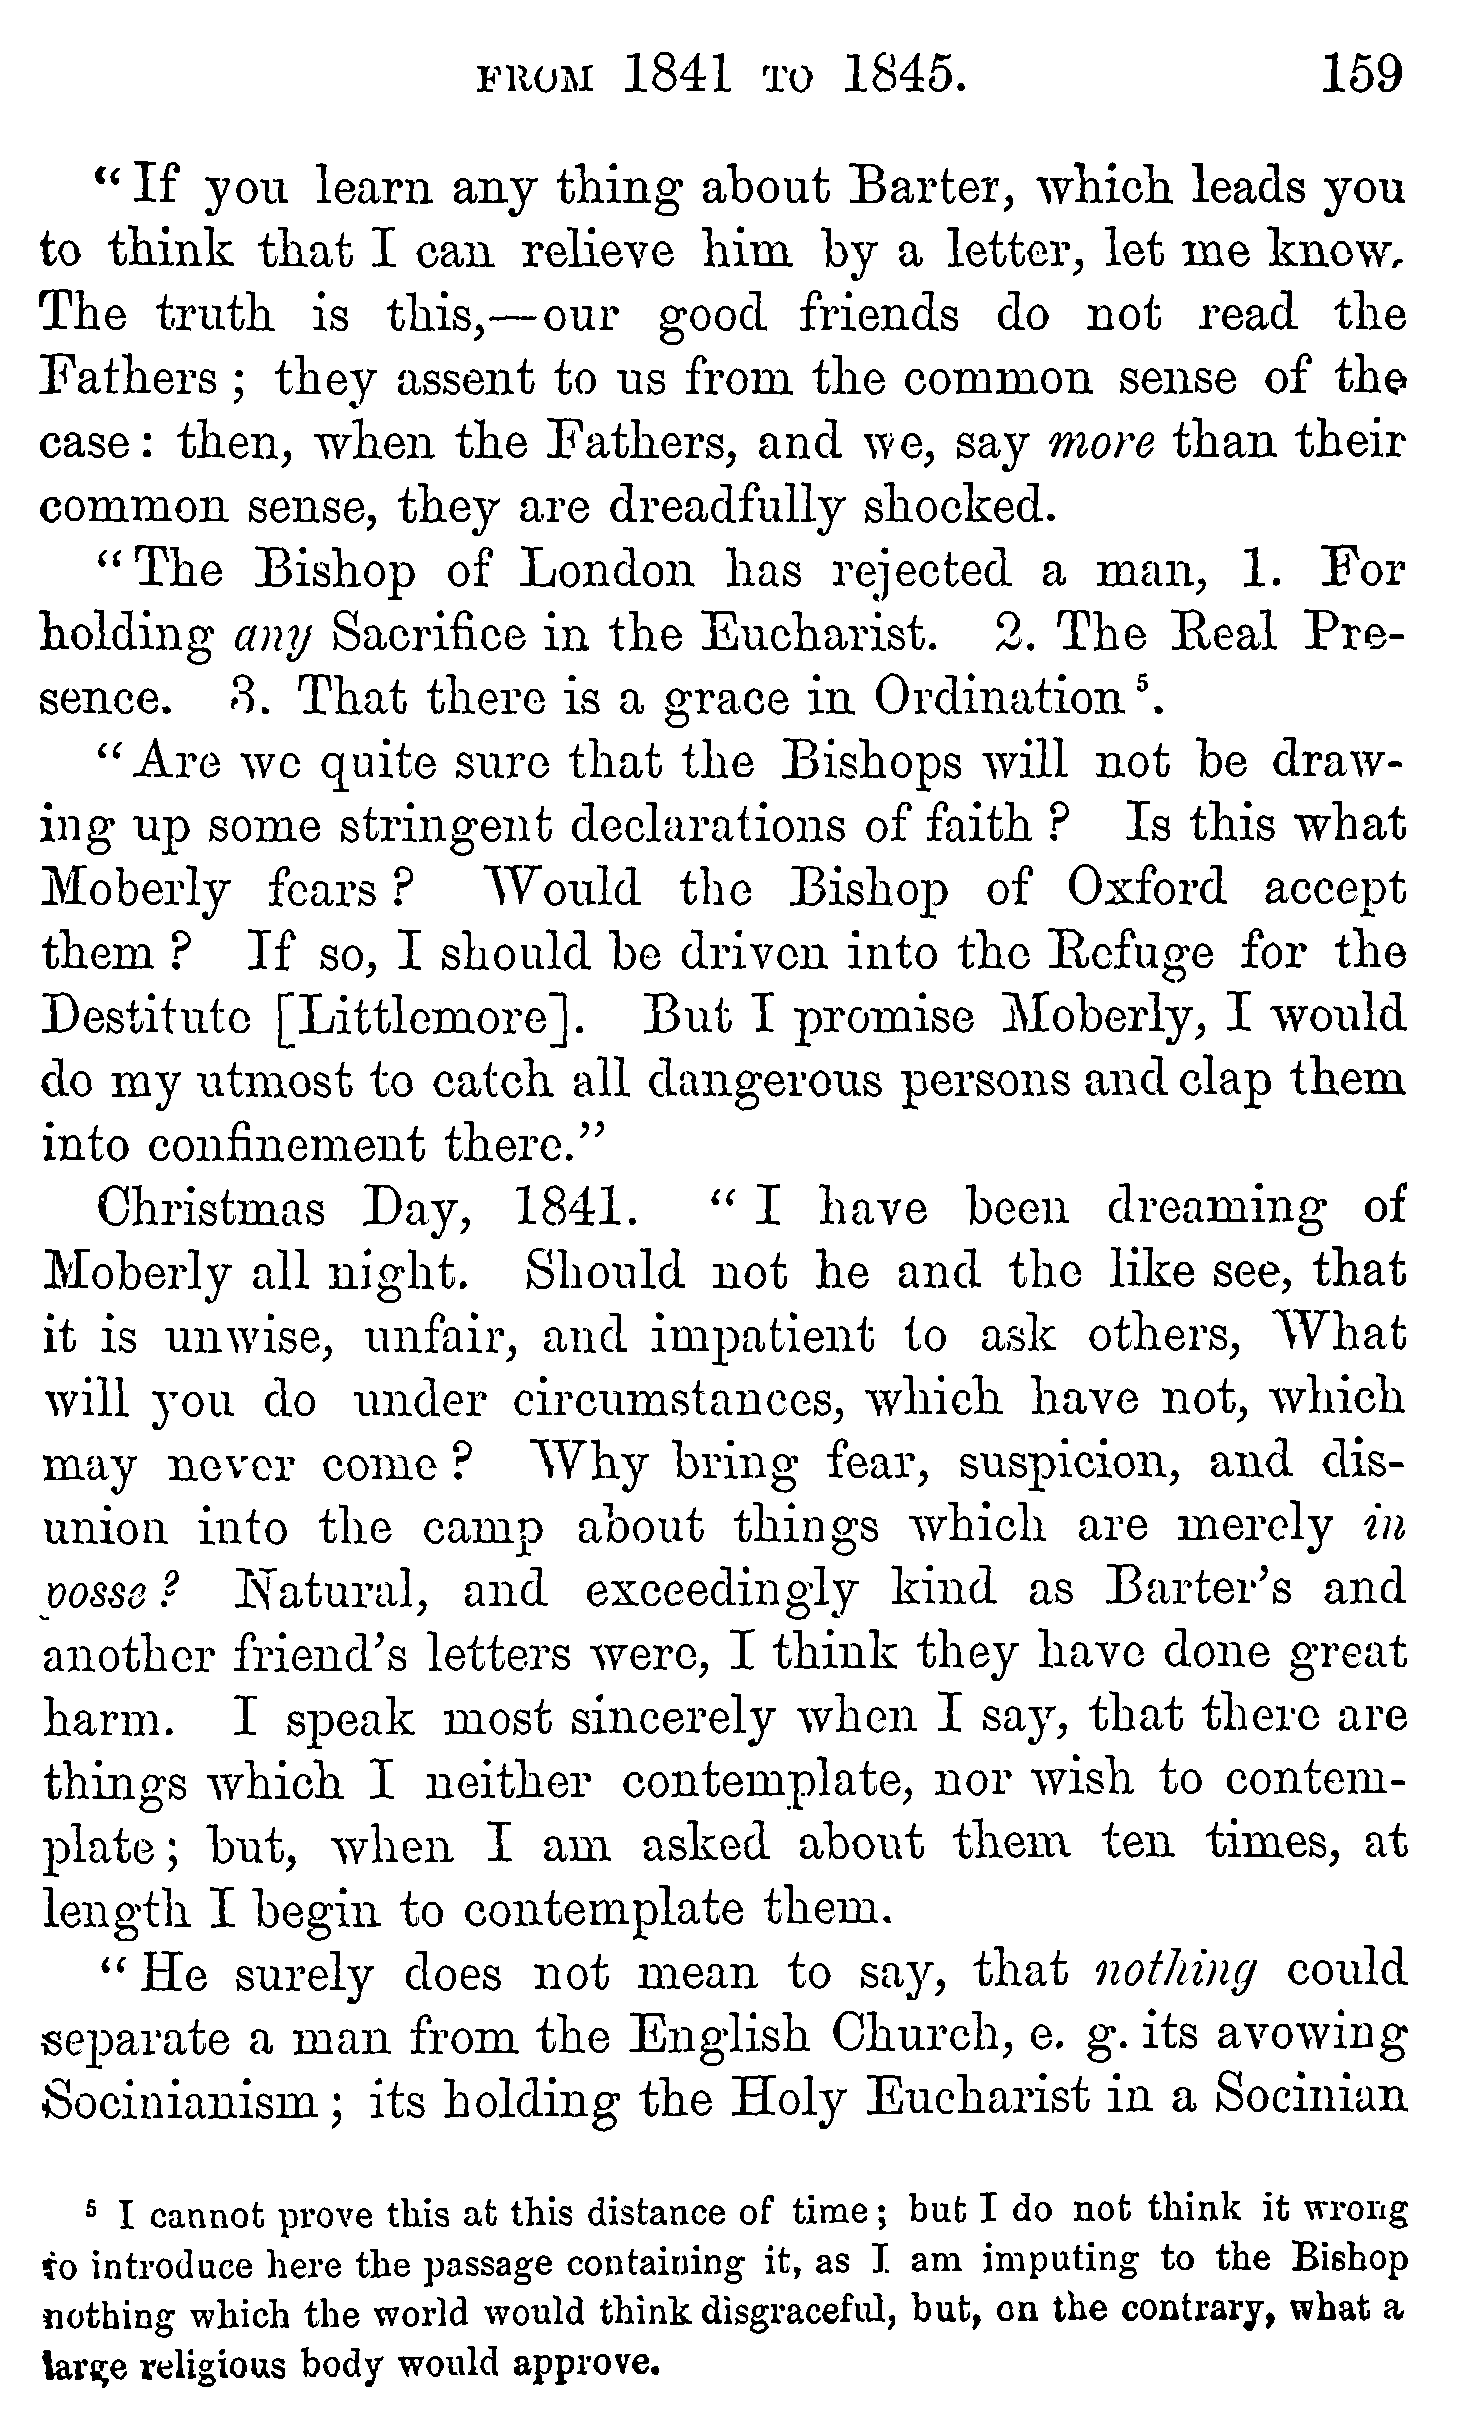 FROM 1841 TO 1845. 159
“If you learn any thing about Barter, which leads you
to think that I can relieve him by a letter, let me know.
The truth is this,—our good friends do not read the
Fathers; they assent to us from the common sense of the
case: then, when the Fathers, and we, say more than their
common sense, they are dreadfully shocked.
“The Bishop of London has rejected a man, 1. For
holding any Sacrifice in the Eucharist. 2. The Real Pre-
sence. 3. That there is a grace in Ordination⁵.
“Are we quite sure that the Bishops will not be draw-
ing up some stringent declarations of faith? Is this what
Moberly fears? Would the Bishop of Oxford accept
them? If so, I should be driven into the Refuge for the
Destitute [Littlemore]. But I promise Moberly, I would
do my utmost to catch all dangerous persons and clap them
into confinement there.”
Christmas Day, 1841. “I have been dreaming of
Moberly all night. Should not he and the like see, that
it is unwise, unfair, and impatient to ask others, What
will you do under circumstances, which have not, which
may never come? Why bring fear, suspicion, and dis-
union into the camp about things which are merely in
posse? Natural, and exceedingly kind as Barter’s and
another friend’s letters were, I think they have done great
harm. I speak most sincerely when I say, that there are
things which I neither contemplate, nor wish to contem-
plate; but, when I am asked about them ten times, at
length I begin to contemplate them.
“He surely does not mean to say, that nothing could
separate a man from the English Church, e. g. its avowing
Socinianism; its holding the Holy Eucharist in a Socinian
⁵ I cannot prove this at this distance of time; but I do not think it wrong
to introduce here the passage containing it, as I am imputing to the Bishop
nothing which the world would think disgraceful, but, on the contrary, what a
large religious body would approve.